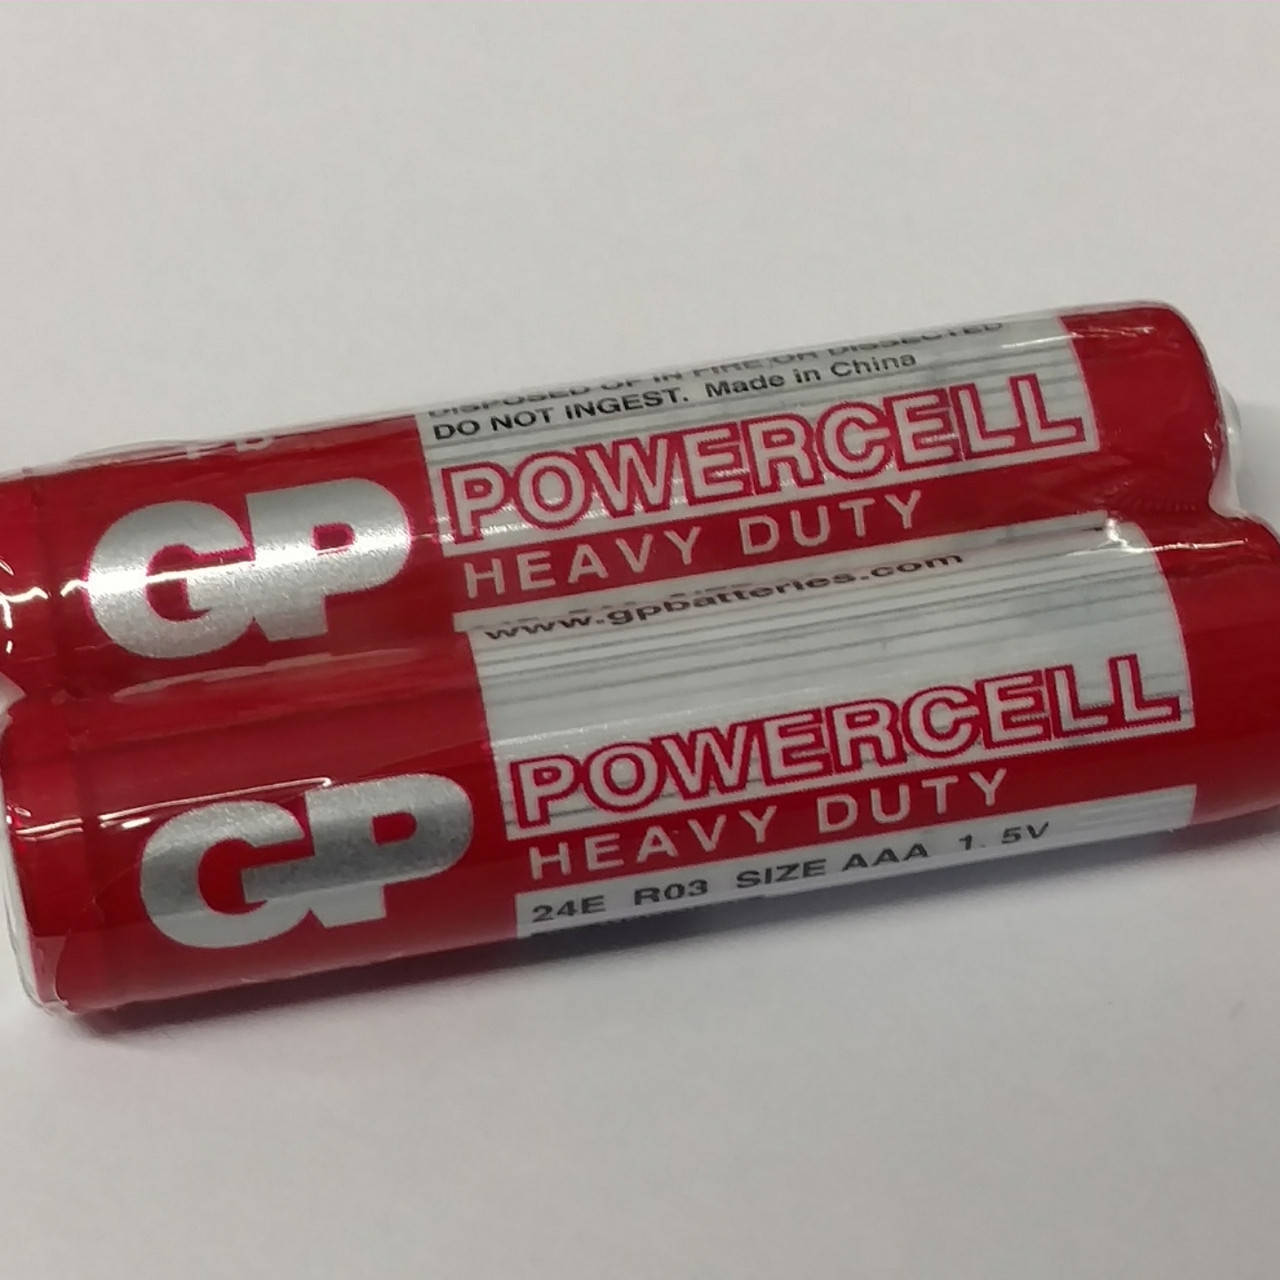 DISPOSED OF IN FIRE OR DISSECTED
DO NOT INGEST. Made in China
GP
POWERCELL
HEAVY DUTY
www.gpbatteries.com
GP
POWERCELL
HEAVY DUTY
24E R03 SIZE AAA 1.5V